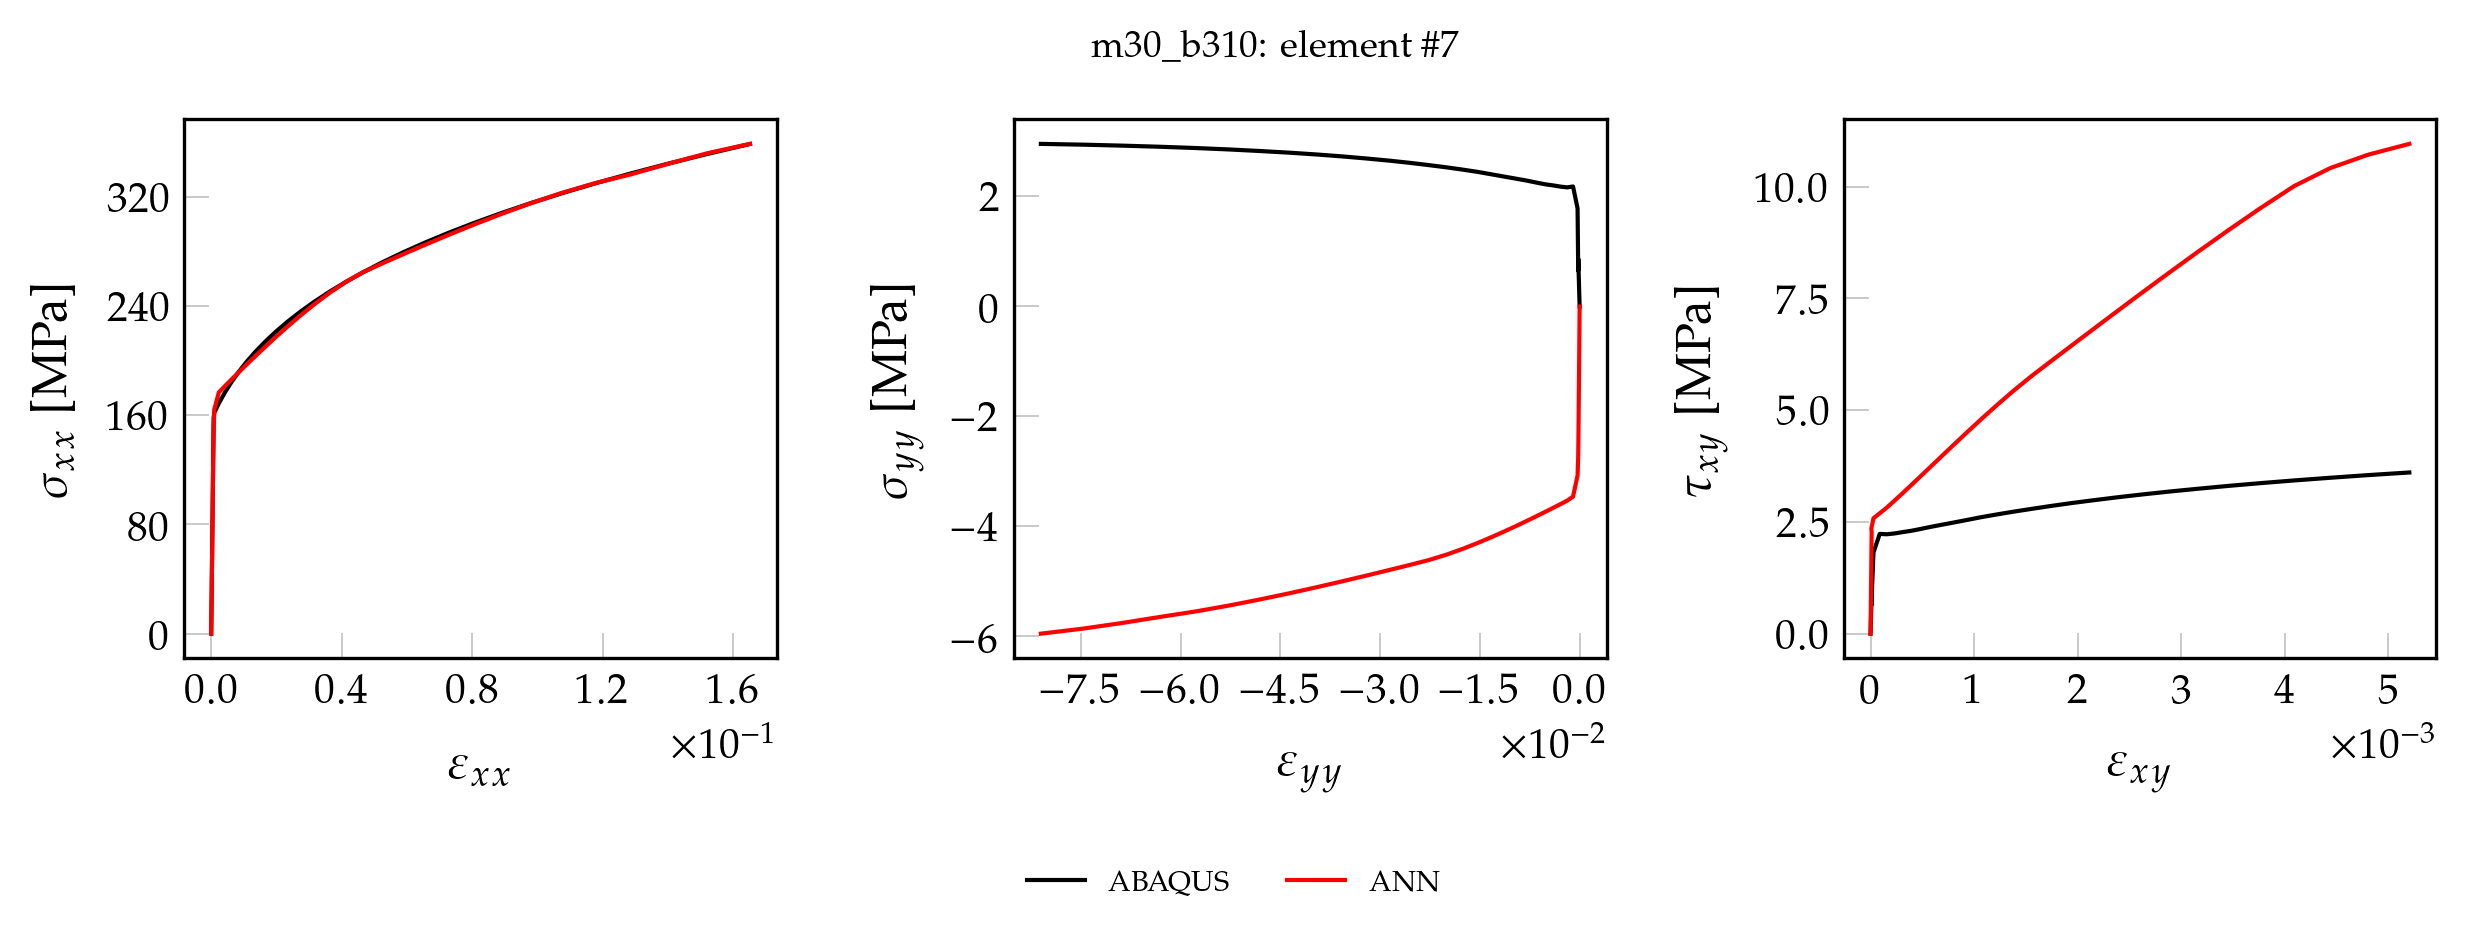 m30_b310: element #7
σxx [MPa]
320
240
160
80
0
0.0 0.4 0.8 1.2 1.6
×10−1
εxx
σyy [MPa]
2
0
−2
−4
−6
−7.5 −6.0 −4.5 −3.0 −1.5 0.0
×10−2
εyy
τxy [MPa]
10.0
7.5
5.0
2.5
0.0
0 1 2 3 4 5
×10−3
εxy
ABAQUS ANN